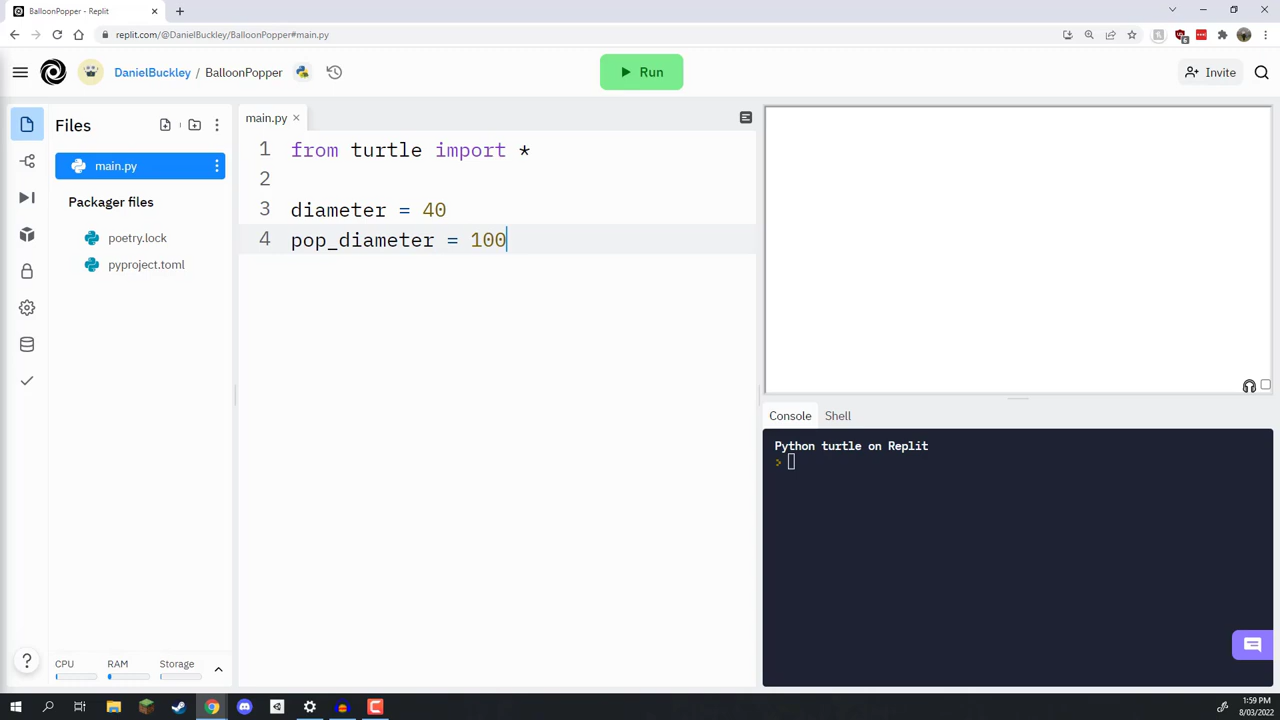 BalloonPopper - Replit
replit.com/@DanielBuckley/BalloonPopper#main.py
DanielBuckley / BalloonPopper
Run
Invite
Files
main.py
Packager files
poetry.lock
pyproject.toml
CPU RAM Storage
main.py
1 from turtle import *
2
3 diameter = 40
4 pop_diameter = 100
Console Shell
Python turtle on Replit
>
1:59 PM
8/03/2022